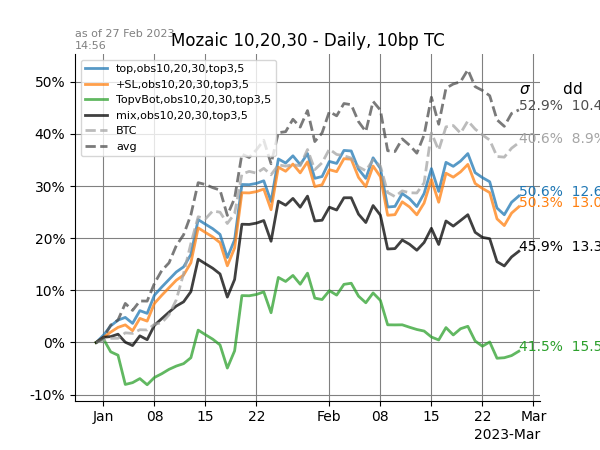 as of 27 Feb 2023
14:56
Mozaic 10,20,30 - Daily, 10bp TC
top,obs10,20,30,top3,5
+SL,obs10,20,30,top3,5
TopvBot,obs10,20,30,top3,5
mix,obs10,20,30,top3,5
BTC
avg
σ dd
52.9% 10.4
40.6% 8.9%
50.6% 12.6
50.3% 13.0
45.9% 13.3
41.5% 15.5
50%
40%
30%
20%
10%
0%
-10%
Jan 08 15 22 Feb 08 15 22 Mar
2023-Mar